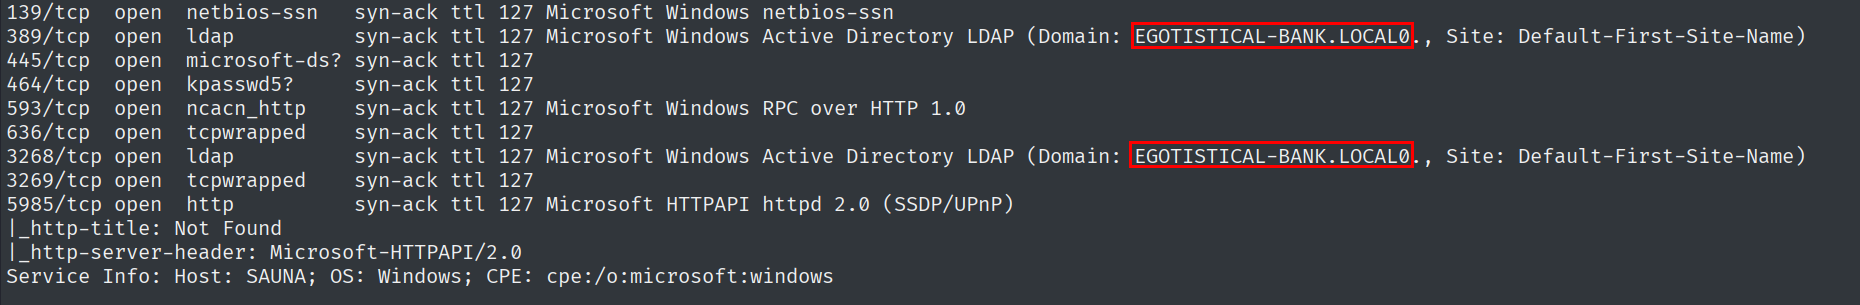 139/tcp  open  netbios-ssn   syn-ack ttl 127 Microsoft Windows netbios-ssn
389/tcp  open  ldap          syn-ack ttl 127 Microsoft Windows Active Directory LDAP (Domain: EGOTISTICAL-BANK.LOCAL0., Site: Default-First-Site-Name)
445/tcp  open  microsoft-ds? syn-ack ttl 127
464/tcp  open  kpasswd5?     syn-ack ttl 127
593/tcp  open  ncacn_http    syn-ack ttl 127 Microsoft Windows RPC over HTTP 1.0
636/tcp  open  tcpwrapped    syn-ack ttl 127
3268/tcp open  ldap          syn-ack ttl 127 Microsoft Windows Active Directory LDAP (Domain: EGOTISTICAL-BANK.LOCAL0., Site: Default-First-Site-Name)
3269/tcp open  tcpwrapped    syn-ack ttl 127
5985/tcp open  http          syn-ack ttl 127 Microsoft HTTPAPI httpd 2.0 (SSDP/UPnP)
|_http-title: Not Found
|_http-server-header: Microsoft-HTTPAPI/2.0
Service Info: Host: SAUNA; OS: Windows; CPE: cpe:/o:microsoft:windows